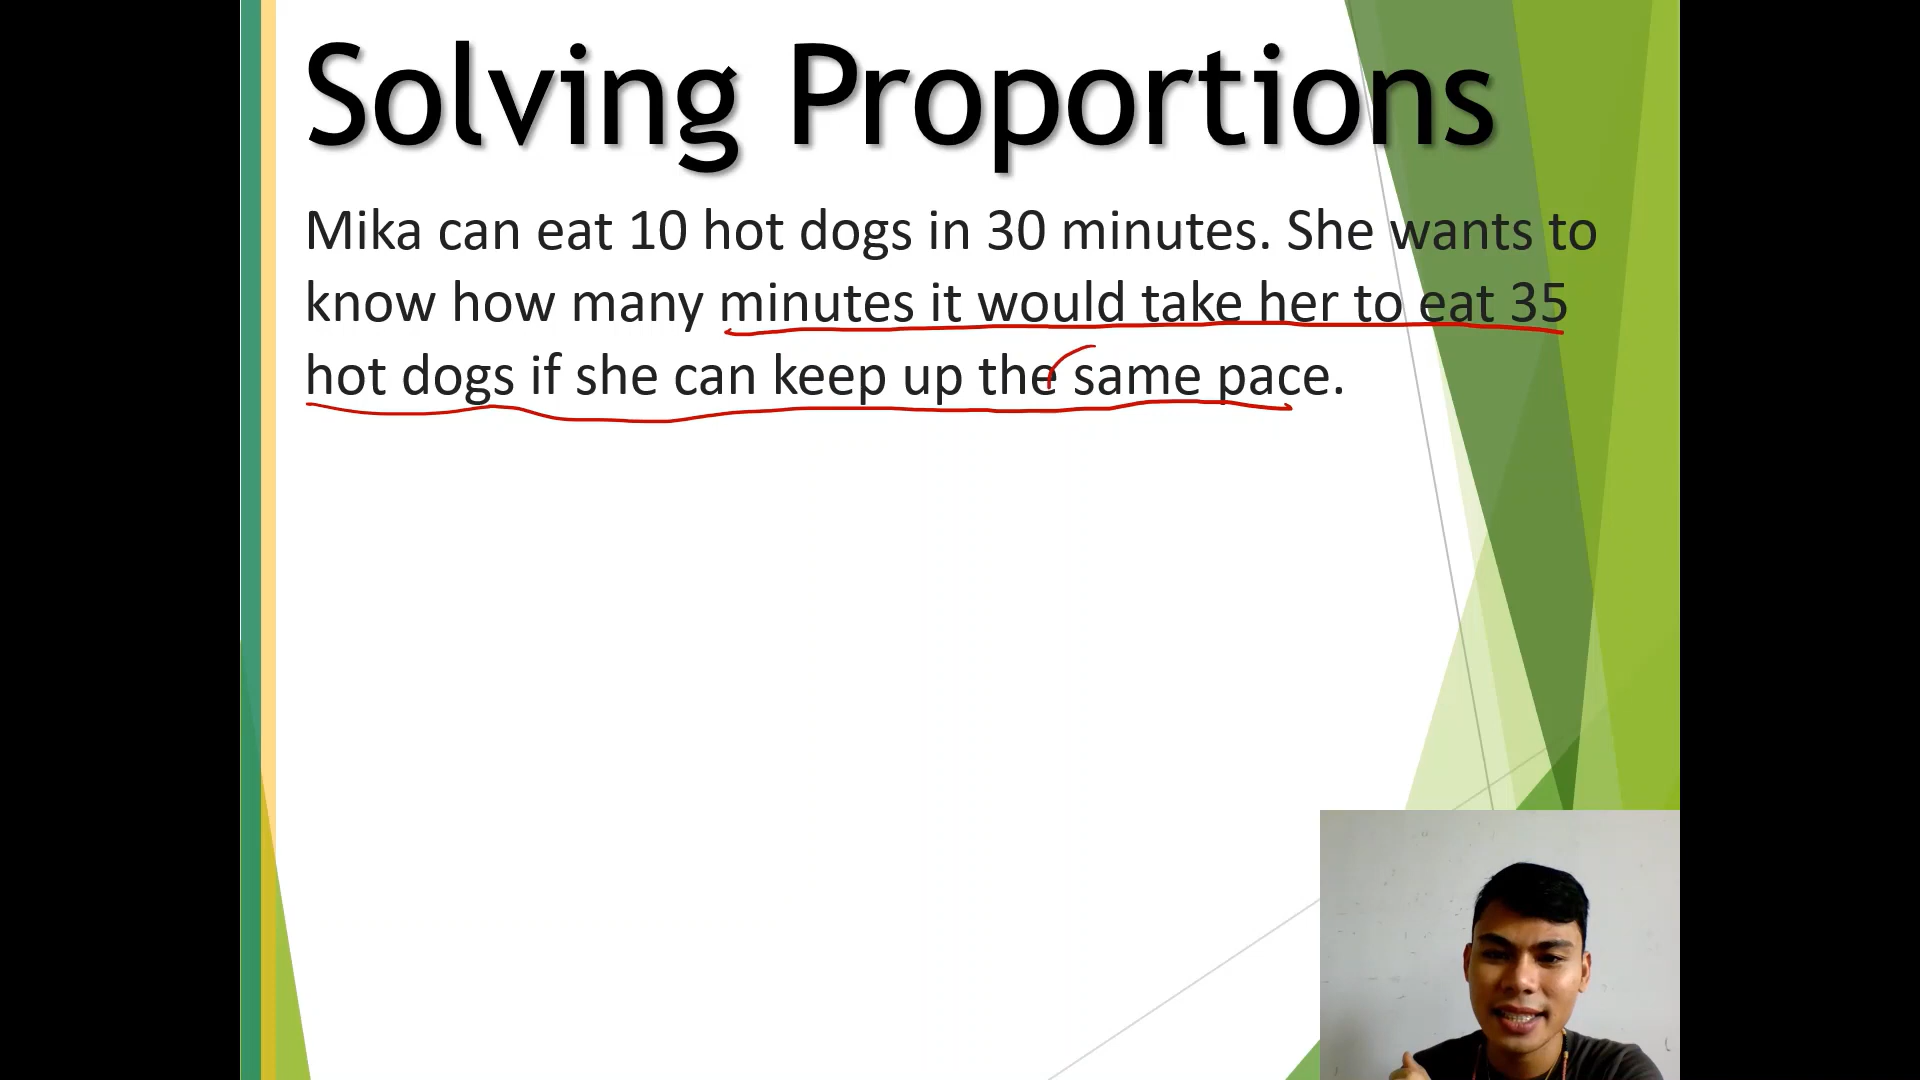 Solving Proportions
Mika can eat 10 hot dogs in 30 minutes. She wants to
know how many minutes it would take her to eat 35
hot dogs if she can keep up the same pace.